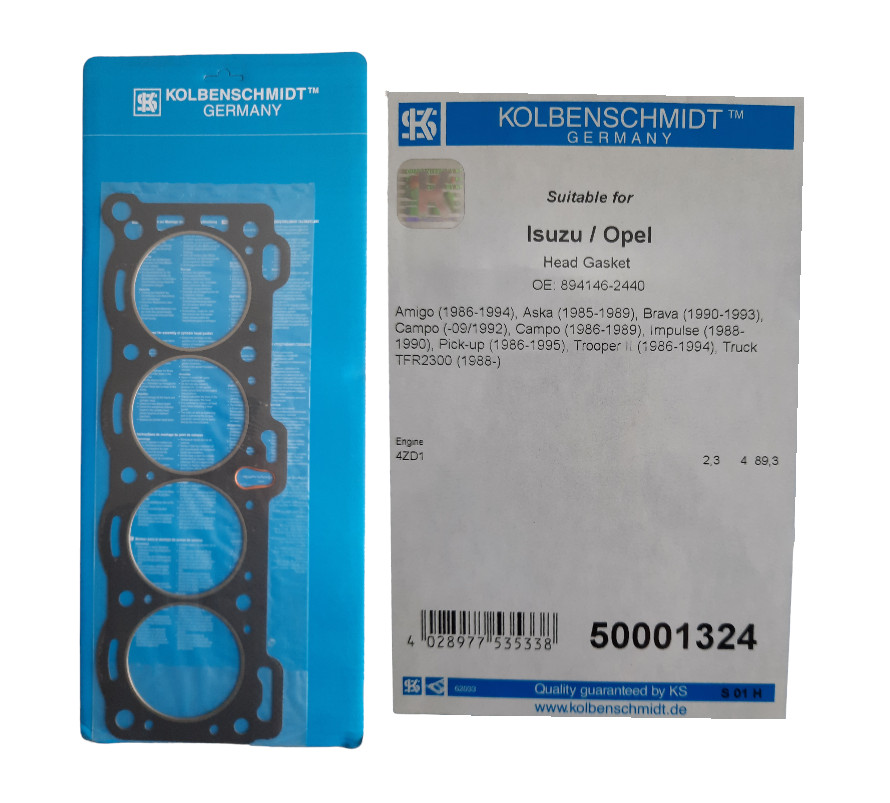 KOLBENSCHMIDT™
GERMANY
KOLBENSCHMIDT™
GERMANY
Suitable for
Isuzu / Opel
Head Gasket
OE: 894146-2440
Amigo (1986-1994), Aska (1985-1989), Brava (1990-1993),
Campo (-09/1992), Campo (1986-1989), Impulse (1988-
1990), Pick-up (1986-1995), Trooper II (1986-1994), Truck
TFR2300 (1988-)
Engine
4ZD1 2,3 4 89,3
4 028977 535338
50001324
Quality guaranteed by KS S 01 H
www.kolbenschmidt.de